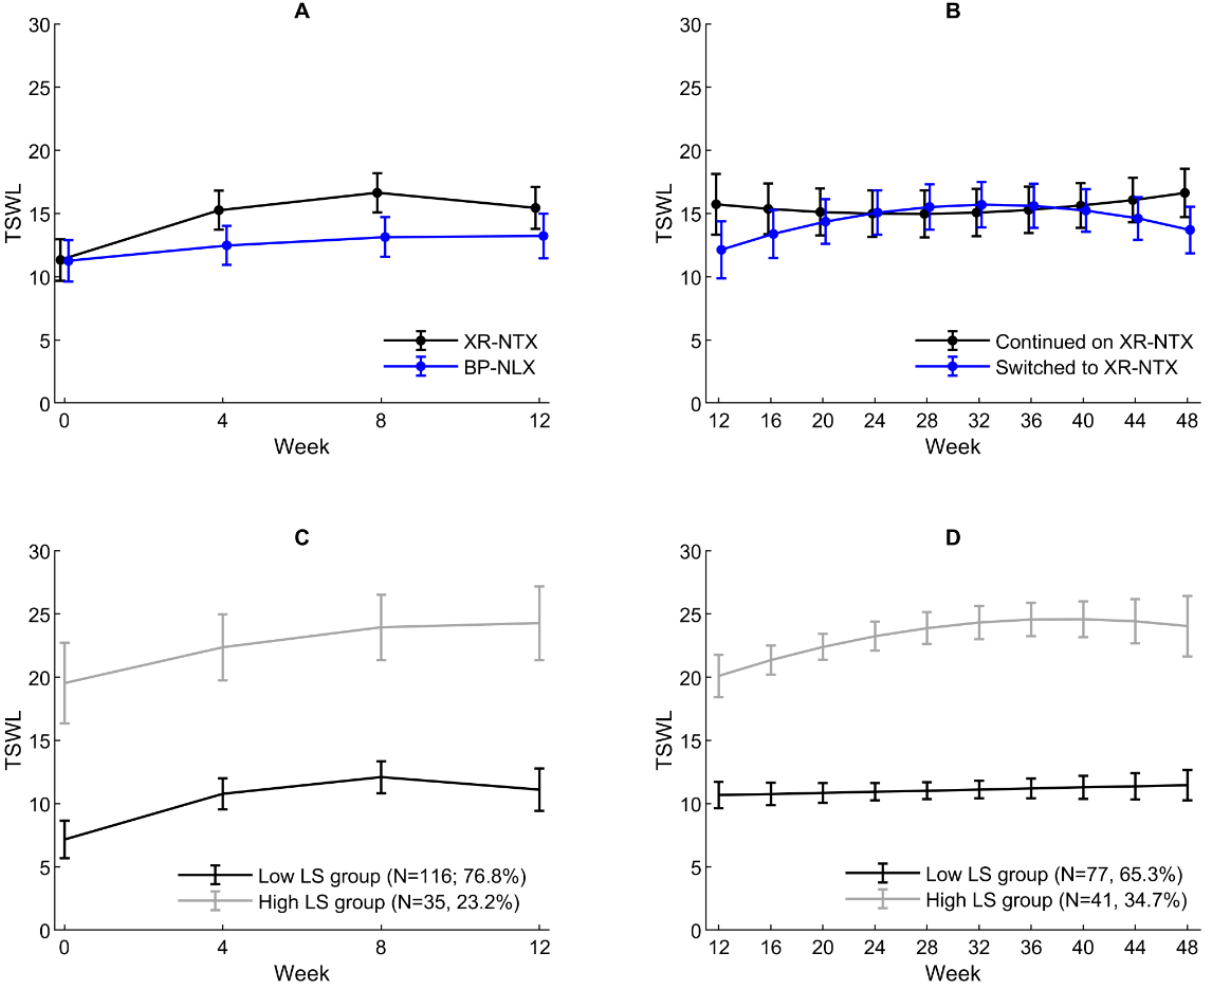 A
30
25
20
15
10
5
0
TSWL
0 4 8 12
Week
XR-NTX
BP-NLX
B
30
25
20
15
10
5
0
TSWL
12 16 20 24 28 32 36 40 44 48
Week
Continued on XR-NTX
Switched to XR-NTX
C
30
25
20
15
10
5
0
TSWL
0 4 8 12
Week
Low LS group (N=116; 76.8%)
High LS group (N=35, 23.2%)
D
30
25
20
15
10
5
0
TSWL
12 16 20 24 28 32 36 40 44 48
Week
Low LS group (N=77, 65.3%)
High LS group (N=41, 34.7%)